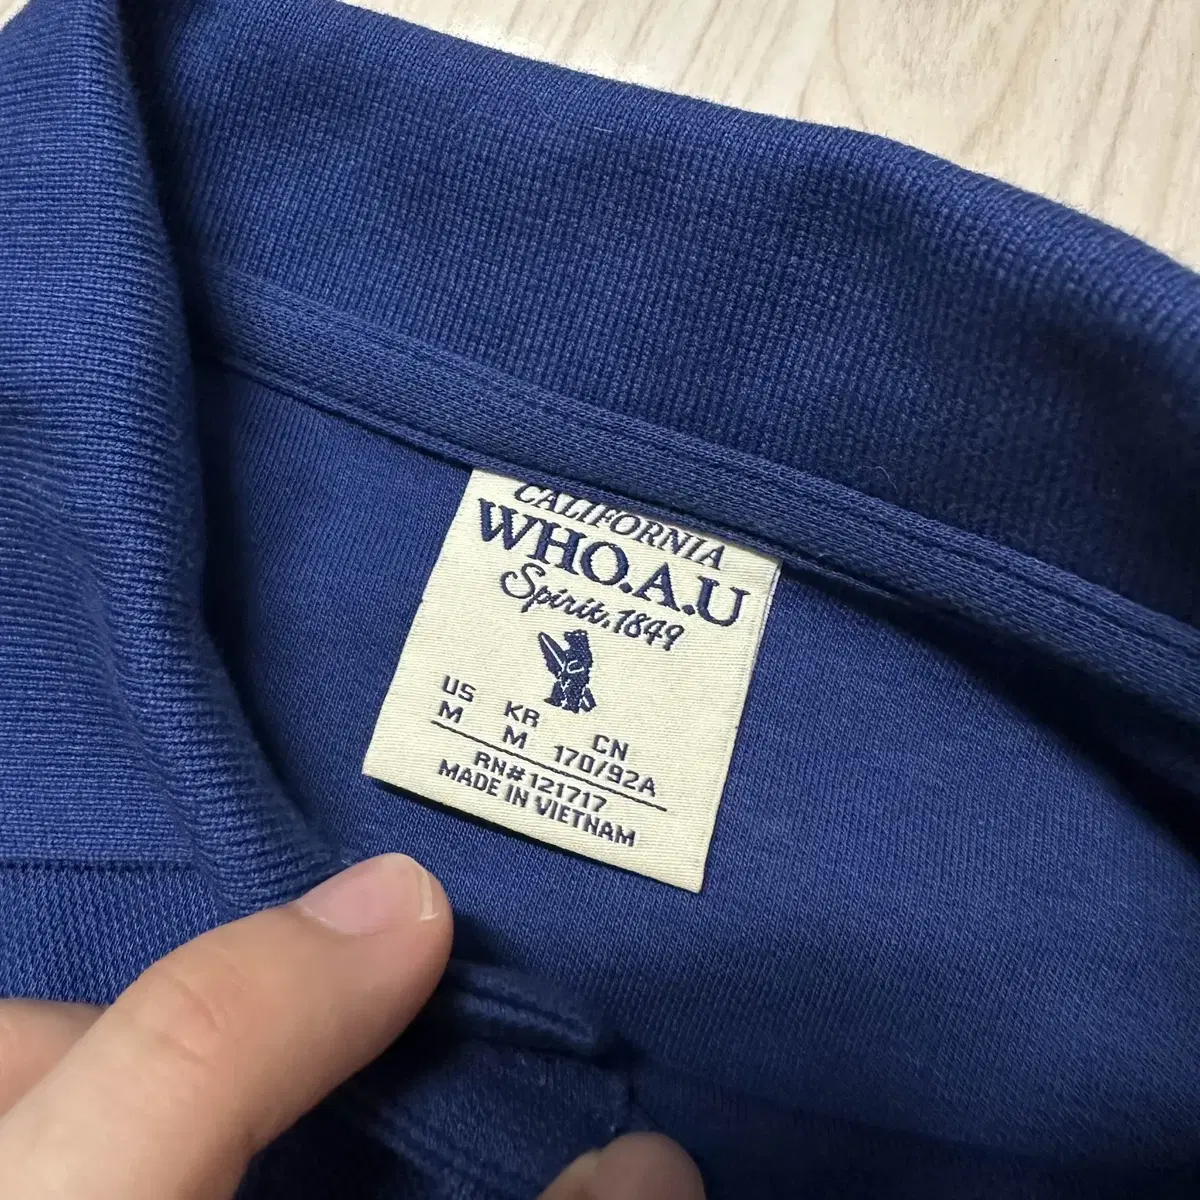 CALIFORNIA
WHO.A.U
Spirit.1849
US KR CN
M M 170/92A
RN#121717
MADE IN VIETNAM